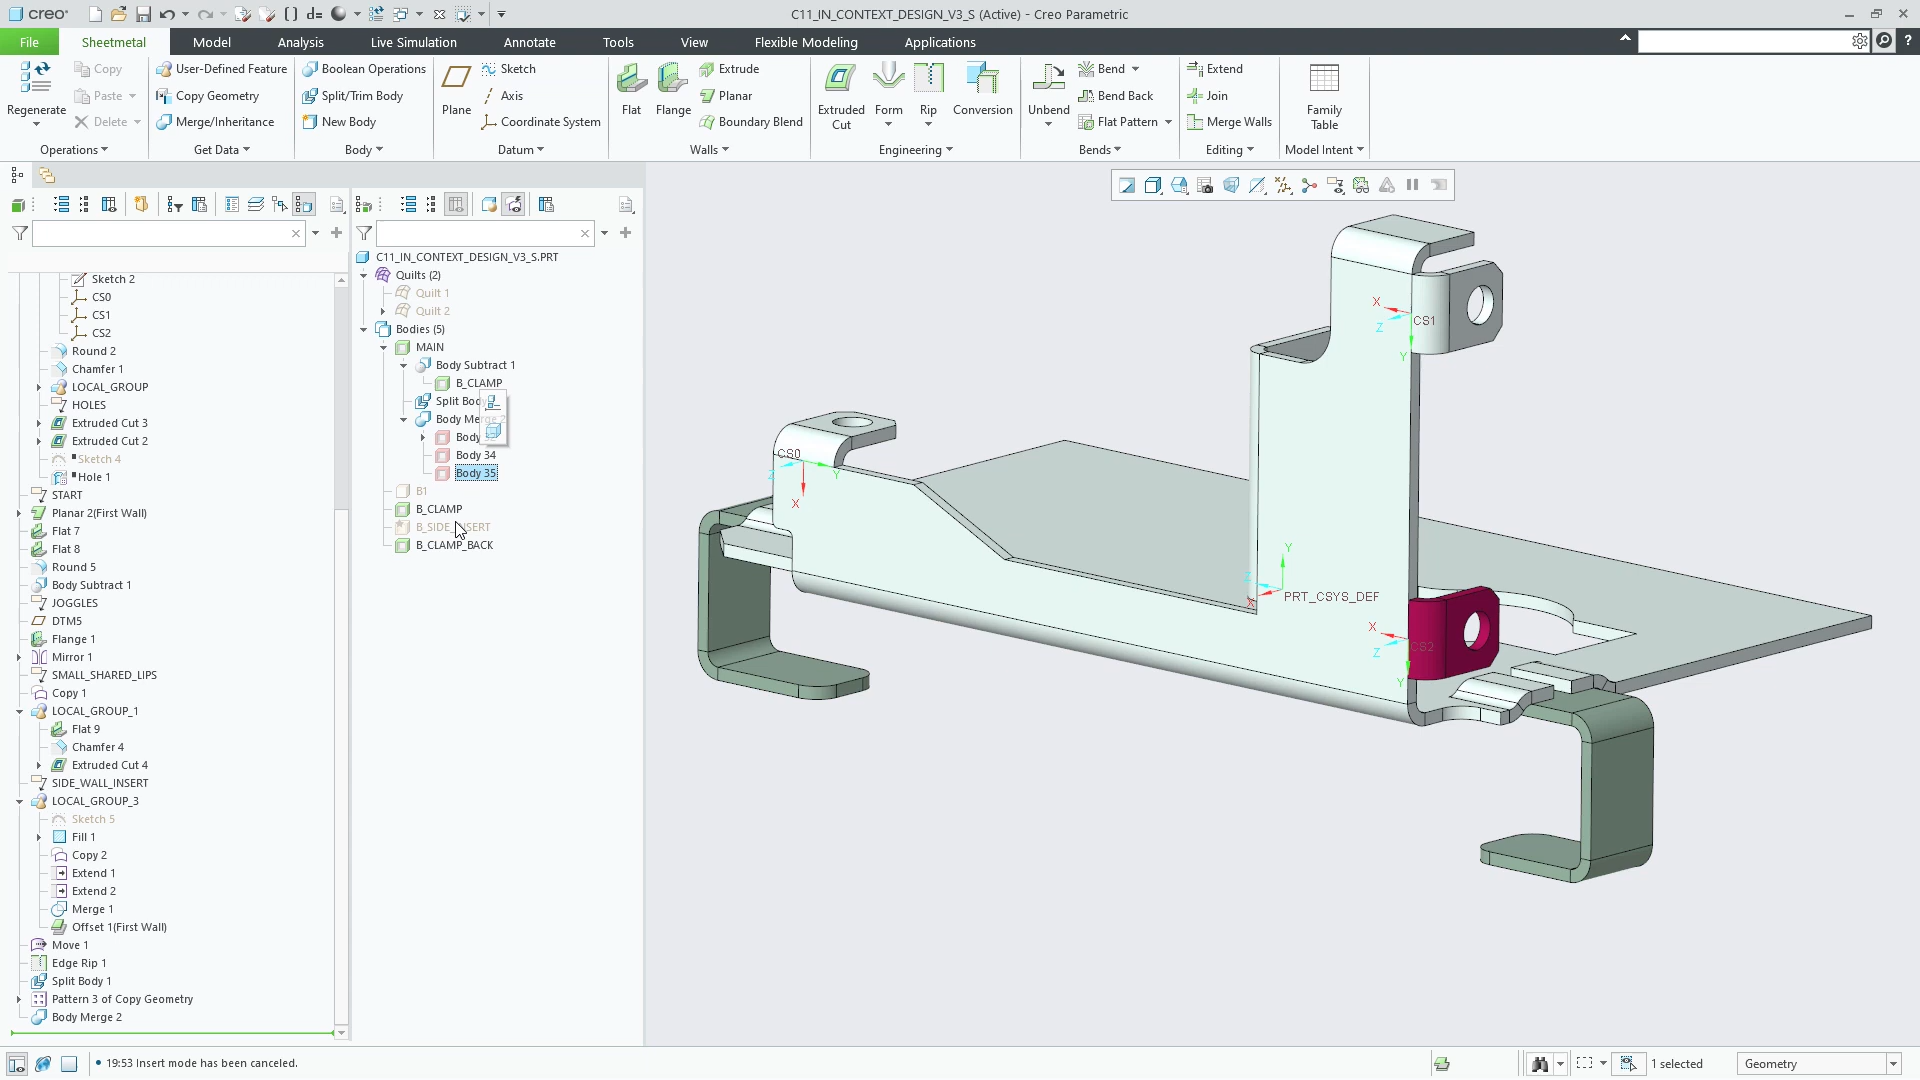 creo
d=
C11_IN_CONTEXT_DESIGN_V3_S (Active) - Creo Parametric
File
Sheetmetal
Model
Analysis
Live Simulation
Annotate
Tools
View
Flexible Modeling
Applications
Regenerate
Copy
Paste
Delete
Operations
User-Defined Feature
Copy Geometry
Merge/Inheritance
Get Data
Boolean Operations
Split/Trim Body
New Body
Body
Plane
Sketch
Axis
Coordinate System
Datum
Flat
Flange
Extrude
Planar
Boundary Blend
Walls
Extruded Cut
Form
Rip
Conversion
Engineering
Unbend
Bend
Bend Back
Flat Pattern
Bends
Extend
Join
Merge Walls
Editing
Family Table
Model Intent
Sketch 2
CS0
CS1
CS2
Round 2
Chamfer 1
LOCAL_GROUP
HOLES
Extruded Cut 3
Extruded Cut 2
Sketch 4
Hole 1
START
Planar 2(First Wall)
Flat 7
Flat 8
Round 5
Body Subtract 1
JOGGLES
DTM5
Flange 1
Mirror 1
SMALL_SHARED_LIPS
Copy 1
LOCAL_GROUP_1
Flat 9
Chamfer 4
Extruded Cut 4
SIDE_WALL_INSERT
LOCAL_GROUP_3
Sketch 5
Fill 1
Copy 2
Extend 1
Extend 2
Merge 1
Offset 1(First Wall)
Move 1
Edge Rip 1
Split Body 1
Pattern 3 of Copy Geometry
Body Merge 2
C11_IN_CONTEXT_DESIGN_V3_S.PRT
Quilts (2)
Quilt 1
Quilt 2
Bodies (5)
MAIN
Body Subtract 1
B_CLAMP
Split Bo
Body Me
Body
Body 34
Body 35
B1
B_CLAMP
B_SIDE_INSERT
B_CLAMP_BACK
X
Z
CS1
Y
CS0
Z
Y
X
Y
Z
X
PRT_CSYS_DEF
X
Z
CS2
Y
19:53 Insert mode has been canceled.
1 selected
Geometry